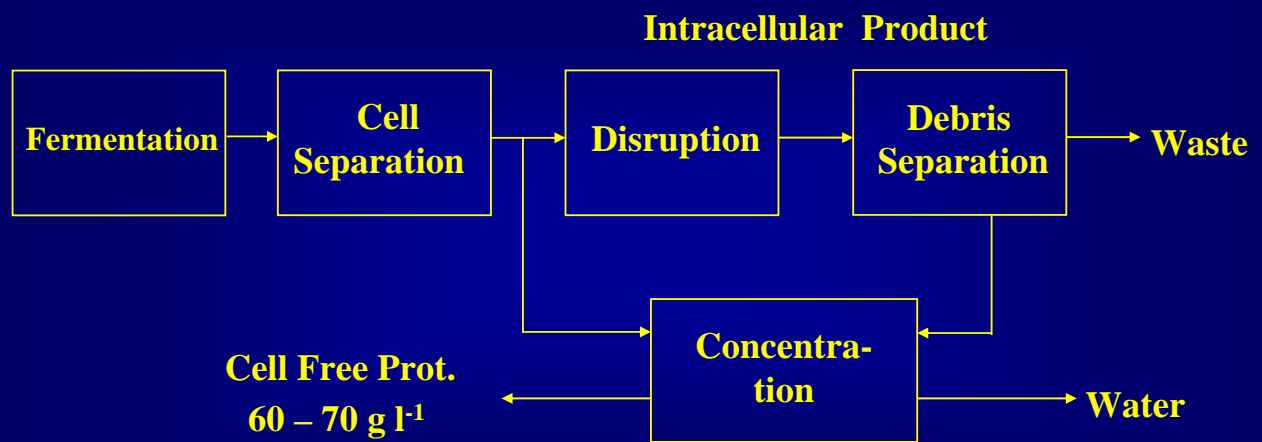 Intracellular Product
Fermentation
Cell
Separation
Disruption
Debris
Separation
Waste
Concentra-
tion
Cell Free Prot.
60 – 70 g l⁻¹
Water